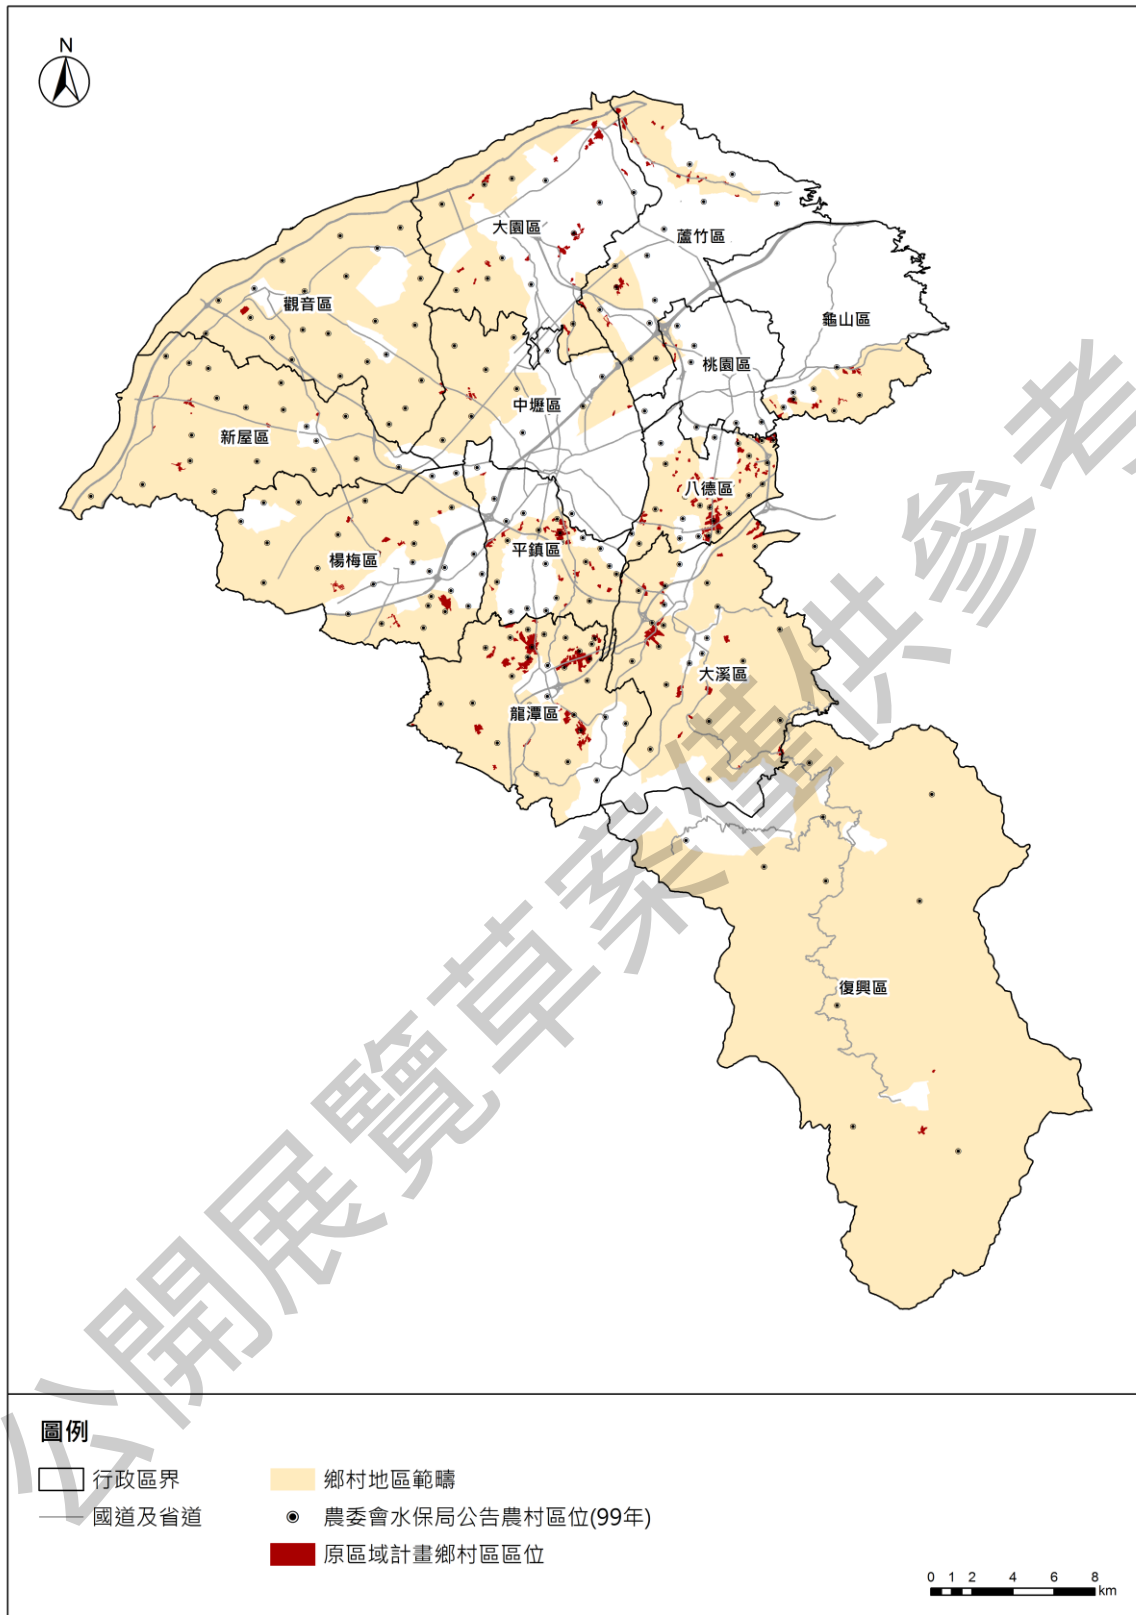 N
大園區
蘆竹區
觀音區
龜山區
桃園區
中壢區
新屋區
八德區
平鎮區
楊梅區
大溪區
龍潭區
復興區
公開展覽草案僅供參考
圖例
行政區界
鄉村地區範疇
國道及省道
農委會水保局公告農村區位(99年)
原區域計畫鄉村區區位
0 1 2 4 6 8
km